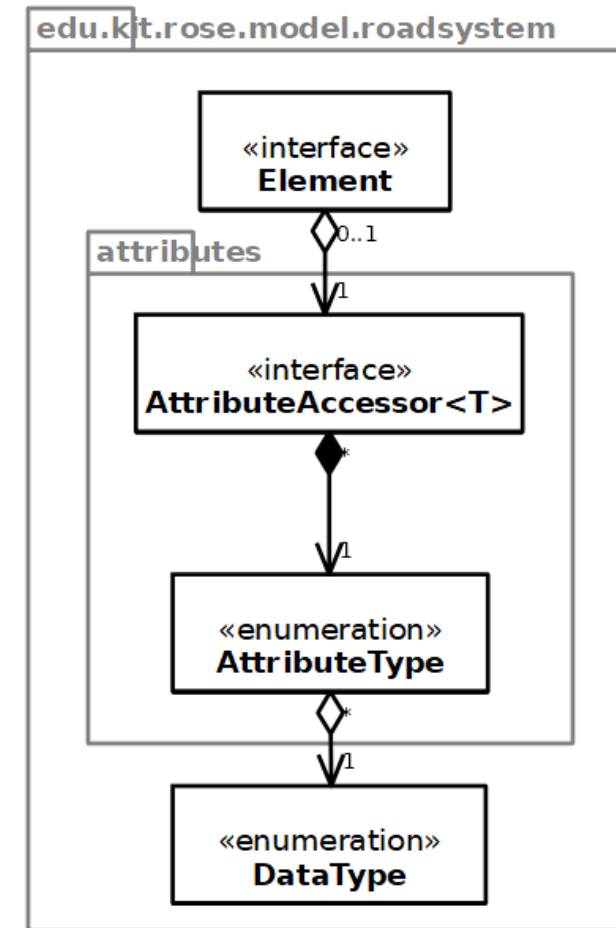 edu.kit.rose.model.roadsystem
«interface»
Element
0..1
attributes
1
«interface»
AttributeAccessor<T>
*
1
«enumeration»
AttributeType
*
1
«enumeration»
DataType